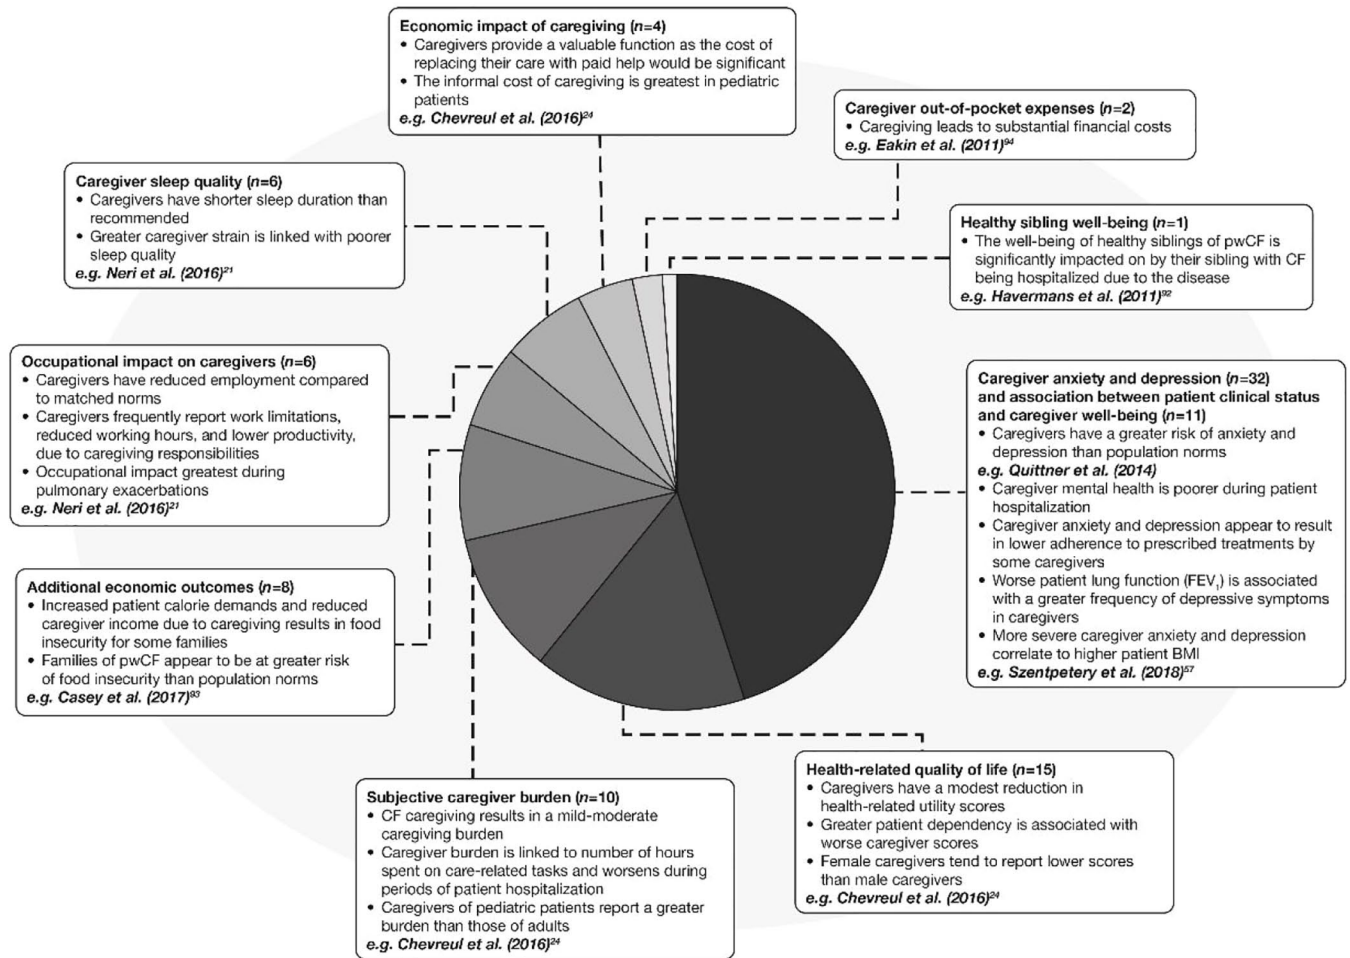 Economic impact of caregiving (n=4)
• Caregivers provide a valuable function as the cost of
replacing their care with paid help would be significant
• The informal cost of caregiving is greatest in pediatric
patients
e.g. Chevreul et al. (2016)²⁴
Caregiver out-of-pocket expenses (n=2)
• Caregiving leads to substantial financial costs
e.g. Eakin et al. (2011)⁹⁴
Caregiver sleep quality (n=6)
• Caregivers have shorter sleep duration than
recommended
• Greater caregiver strain is linked with poorer
sleep quality
e.g. Neri et al. (2016)²¹
Healthy sibling well-being (n=1)
• The well-being of healthy siblings of pwCF is
significantly impacted on by their sibling with CF
being hospitalized due to the disease
e.g. Havermans et al. (2011)⁹²
Occupational impact on caregivers (n=6)
• Caregivers have reduced employment compared
to matched norms
• Caregivers frequently report work limitations,
reduced working hours, and lower productivity,
due to caregiving responsibilities
• Occupational impact greatest during
pulmonary exacerbations
e.g. Neri et al. (2016)²¹
Caregiver anxiety and depression (n=32)
and association between patient clinical status
and caregiver well-being (n=11)
• Caregivers have a greater risk of anxiety and
depression than population norms
e.g. Quittner et al. (2014)
• Caregiver mental health is poorer during patient
hospitalization
• Caregiver anxiety and depression appear to result
in lower adherence to prescribed treatments by
some caregivers
• Worse patient lung function (FEV₁) is associated
with a greater frequency of depressive symptoms
in caregivers
• More severe caregiver anxiety and depression
correlate to higher patient BMI
e.g. Szentpetery et al. (2018)⁵⁷
Additional economic outcomes (n=8)
• Increased patient calorie demands and reduced
caregiver income due to caregiving results in food
insecurity for some families
• Families of pwCF appear to be at greater risk
of food insecurity than population norms
e.g. Casey et al. (2017)⁹³
Subjective caregiver burden (n=10)
• CF caregiving results in a mild-moderate
caregiving burden
• Caregiver burden is linked to number of hours
spent on care-related tasks and worsens during
periods of patient hospitalization
• Caregivers of pediatric patients report a greater
burden than those of adults
e.g. Chevreul et al. (2016)²⁴
Health-related quality of life (n=15)
• Caregivers have a modest reduction in
health-related utility scores
• Greater patient dependency is associated with
worse caregiver scores
• Female caregivers tend to report lower scores
than male caregivers
e.g. Chevreul et al. (2016)²⁴